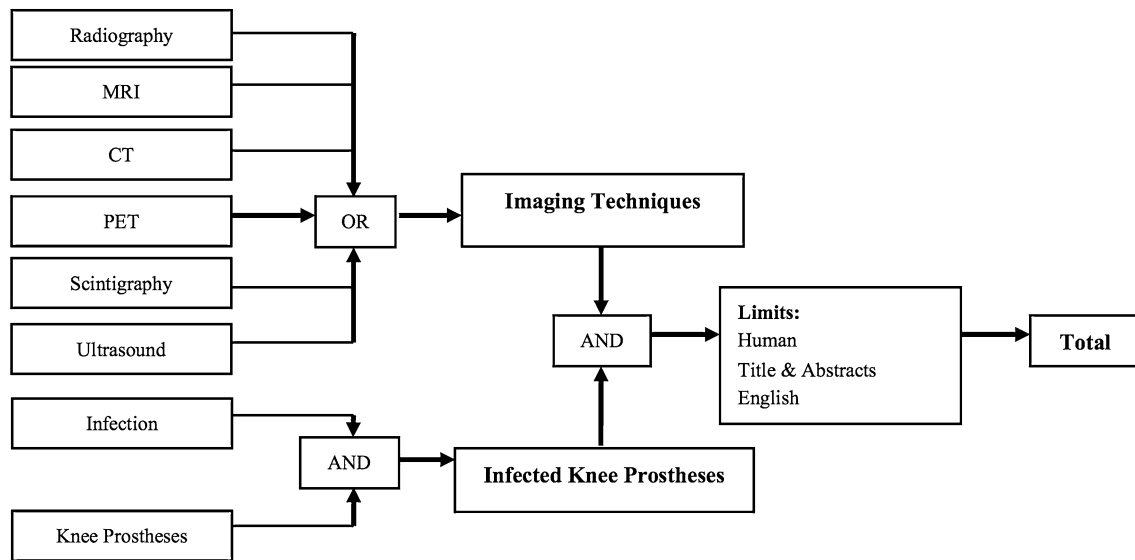 Radiography
MRI
CT
PET
OR
Imaging Techniques
Scintigraphy
Ultrasound
AND
Limits:
Human
Title & Abstracts
English
Total
Infection
AND
Infected Knee Prostheses
Knee Prostheses